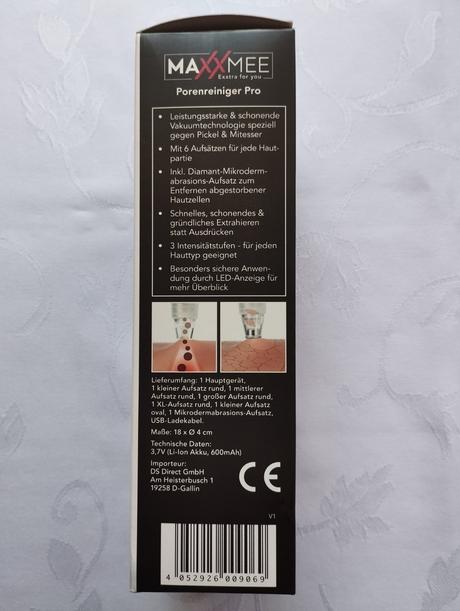 MAXXMEE
Exxtra for you
Porenreiniger Pro
• Leistungsstarke & schonende
Vakuumtechnologie speziell
gegen Pickel & Mitesser
• Mit 6 Aufsätzen für jede Haut-
partie
• Inkl. Diamant-Mikroderm-
abrasions-Aufsatz zum
Entfernen abgestorbener
Hautzellen
• Schnelles, schonendes &
gründliches Extrahieren
statt Ausdrücken
• 3 Intensitätstufen - für jeden
Hauttyp geeignet
• Besonders sichere Anwen-
dung durch LED-Anzeige für
mehr Überblick
Lieferumfang: 1 Hauptgerät,
1 kleiner Aufsatz rund, 1 mittlerer
Aufsatz rund, 1 großer Aufsatz rund,
1 XL-Aufsatz rund, 1 kleiner Aufsatz
oval, 1 Mikrodermabrasions-Aufsatz,
USB-Ladekabel.
Maße: 18 x Ø 4 cm
Technische Daten:
3,7V (Li-Ion Akku, 600mAh)
Importeur:
DS Direct GmbH
Am Heisterbusch 1
19258 D-Gallin
CE
V1
4 052926 009069